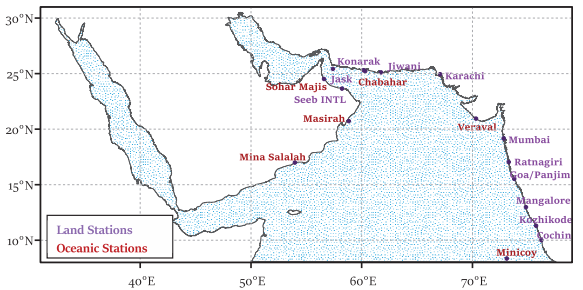 30°N
Konarak
Jiwani
25°N
Jask
Karachi
Sohar Majis
Chabahar
Seeb INTL
Masirah
Veraval
20°N
Mumbai
Mina Salalah
Ratnagiri
Goa/Panjim
15°N
Mangalore
Land Stations
Kozhikode
Oceanic Stations
Cochin
10°N
Minicoy
40°E
50°E
60°E
70°E